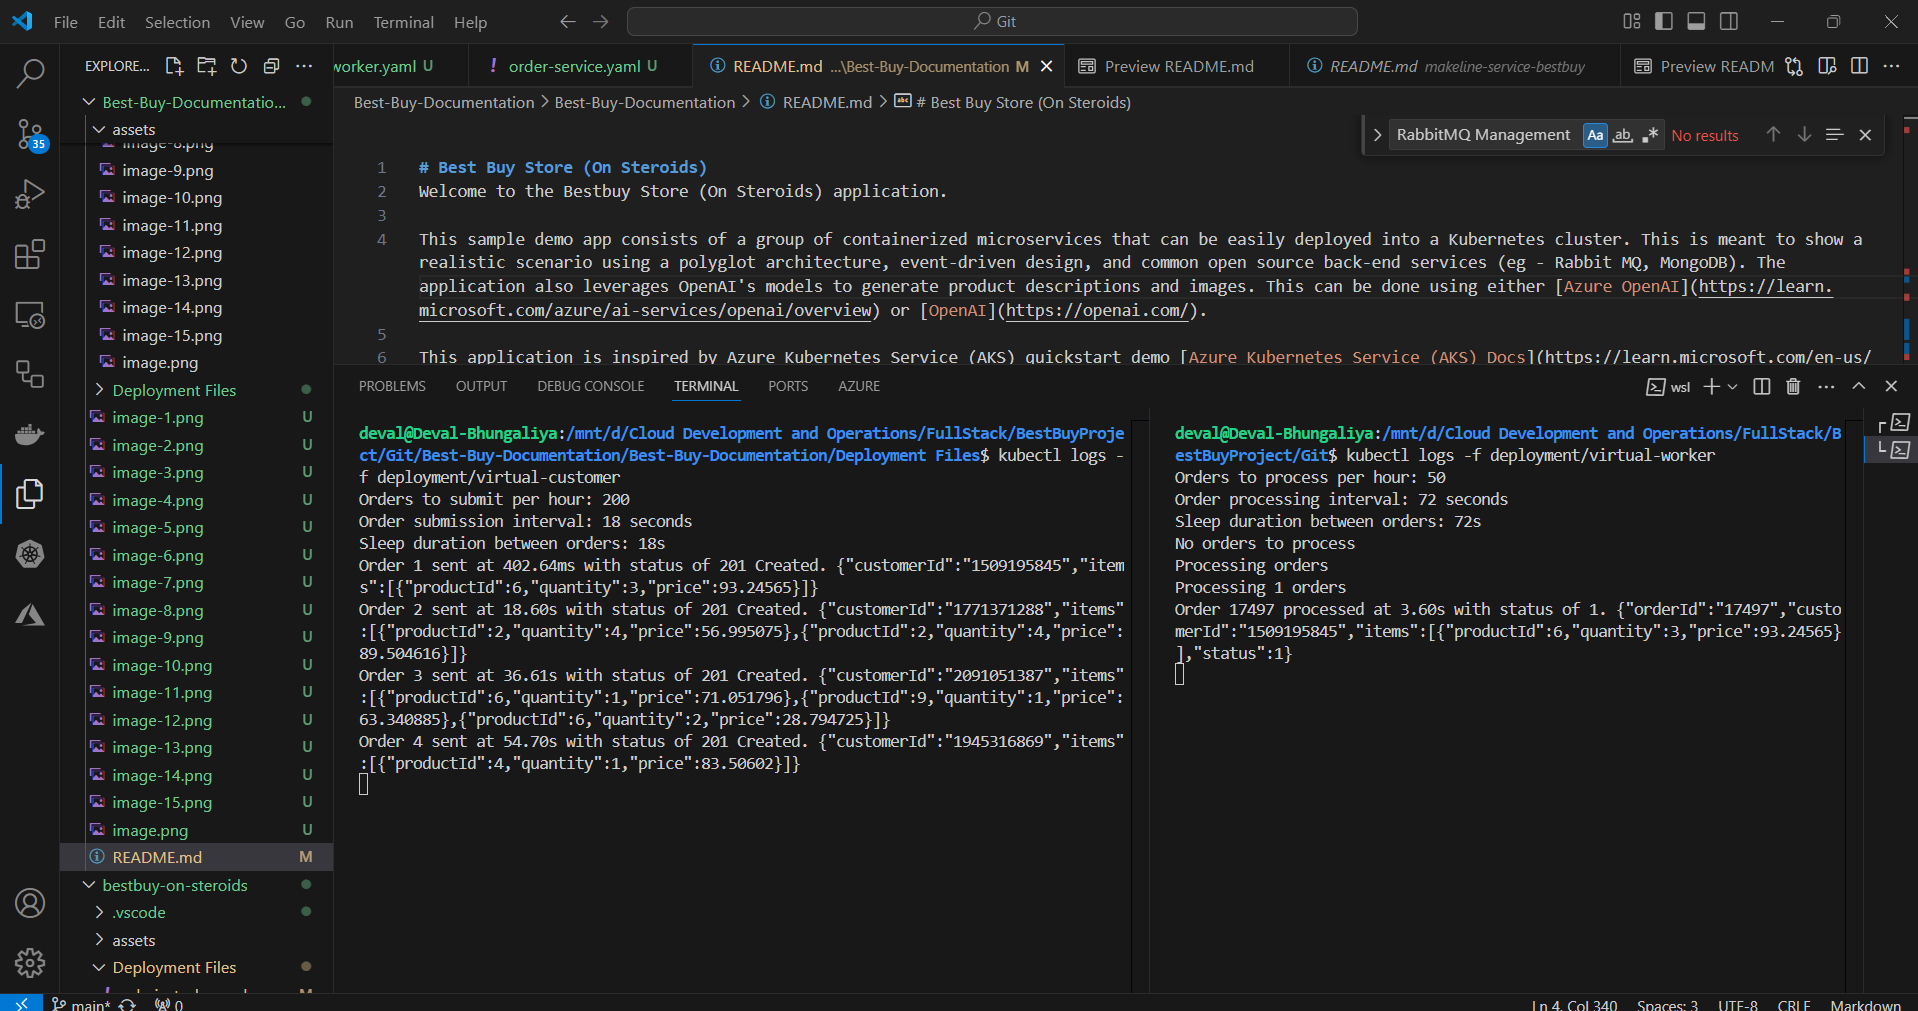 File Edit Selection View Go Run Terminal Help
Git
EXPLORE...
worker.yaml U
! order-service.yaml U
README.md ...\Best-Buy-Documentation M
Preview README.md
README.md makeline-service-bestbuy
Preview READM
Best-Buy-Documentatio...
Best-Buy-Documentation > Best-Buy-Documentation > README.md > # Best Buy Store (On Steroids)
assets
image-8.png
image-9.png
image-10.png
image-11.png
image-12.png
image-13.png
image-14.png
image-15.png
image.png
Deployment Files
image-1.png U
image-2.png U
image-3.png U
image-4.png U
image-5.png U
image-6.png U
image-7.png U
image-8.png U
image-9.png U
image-10.png U
image-11.png U
image-12.png U
image-13.png U
image-14.png U
image-15.png U
image.png U
README.md M
bestbuy-on-steroids
.vscode
assets
Deployment Files
35
RabbitMQ Management Aa ab No results
1 # Best Buy Store (On Steroids)
2 Welcome to the Bestbuy Store (On Steroids) application.
3
4 This sample demo app consists of a group of containerized microservices that can be easily deployed into a Kubernetes cluster. This is meant to show a
realistic scenario using a polyglot architecture, event-driven design, and common open source back-end services (eg - Rabbit MQ, MongoDB). The
application also leverages OpenAI's models to generate product descriptions and images. This can be done using either [Azure OpenAI](https://learn.
microsoft.com/azure/ai-services/openai/overview) or [OpenAI](https://openai.com/).
5
6 This application is inspired by Azure Kubernetes Service (AKS) quickstart demo [Azure Kubernetes Service (AKS) Docs](https://learn.microsoft.com/en-us/
PROBLEMS OUTPUT DEBUG CONSOLE TERMINAL PORTS AZURE
wsl
deval@Deval-Bhungaliya:/mnt/d/Cloud Development and Operations/FullStack/BestBuyProje
ct/Git/Best-Buy-Documentation/Best-Buy-Documentation/Deployment Files$ kubectl logs -
f deployment/virtual-customer
Orders to submit per hour: 200
Order submission interval: 18 seconds
Sleep duration between orders: 18s
Order 1 sent at 402.64ms with status of 201 Created. {"customerId":"1509195845","item
s":[{"productId":6,"quantity":3,"price":93.24565}]}
Order 2 sent at 18.60s with status of 201 Created. {"customerId":"1771371288","items"
:[{"productId":2,"quantity":4,"price":56.995075},{"productId":2,"quantity":4,"price":
89.504616}]}
Order 3 sent at 36.61s with status of 201 Created. {"customerId":"2091051387","items"
:[{"productId":6,"quantity":1,"price":71.051796},{"productId":9,"quantity":1,"price":
63.340885},{"productId":6,"quantity":2,"price":28.794725}]}
Order 4 sent at 54.70s with status of 201 Created. {"customerId":"1945316869","items"
:[{"productId":4,"quantity":1,"price":83.50602}]}
deval@Deval-Bhungaliya:/mnt/d/Cloud Development and Operations/FullStack/B
estBuyProject/Git$ kubectl logs -f deployment/virtual-worker
Orders to process per hour: 50
Order processing interval: 72 seconds
Sleep duration between orders: 72s
No orders to process
Processing orders
Processing 1 orders
Order 17497 processed at 3.60s with status of 1. {"orderId":"17497","custo
merId":"1509195845","items":[{"productId":6,"quantity":3,"price":93.24565}
],"status":1}
main* 0
Ln 4, Col 340 Spaces: 3 UTF-8 CRLF Markdown